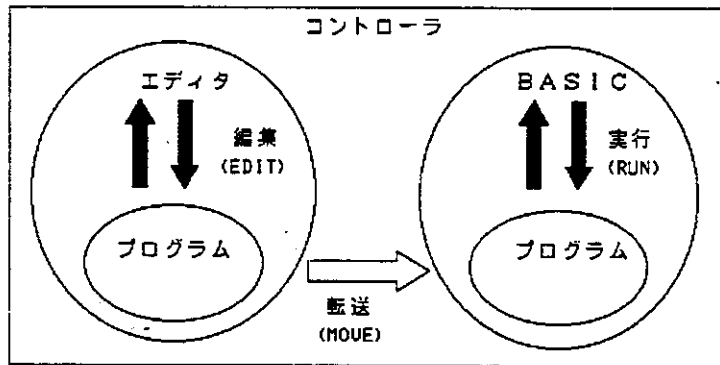 コントローラ
エディタ
編集
(EDIT)
プログラム
転送
(MOVE)
BASIC
実行
(RUN)
プログラム